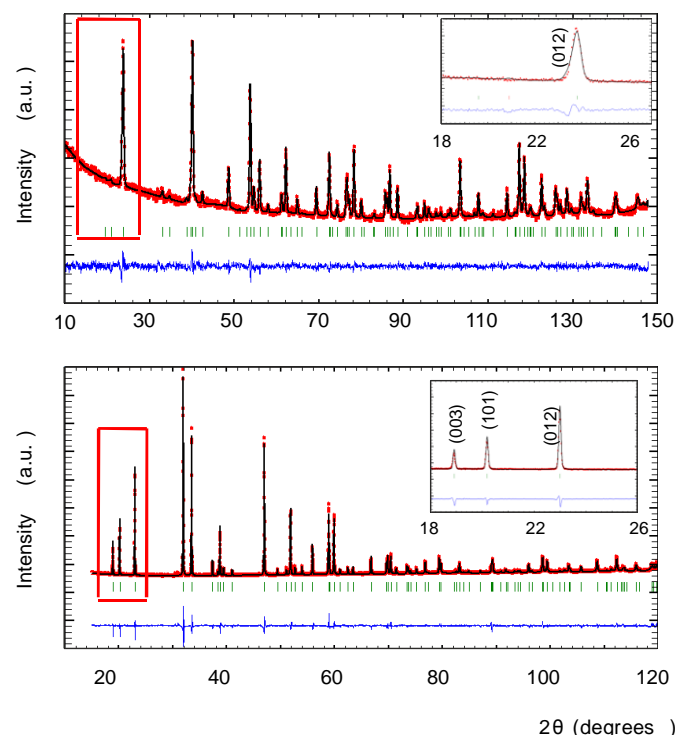 Intensity (a.u. )
(012)
18 22 26
10 30 50 70 90 110 130 150
Intensity (a.u. )
(003) (101) (012)
18 22 26
20 40 60 80 100 120
2θ (degrees )